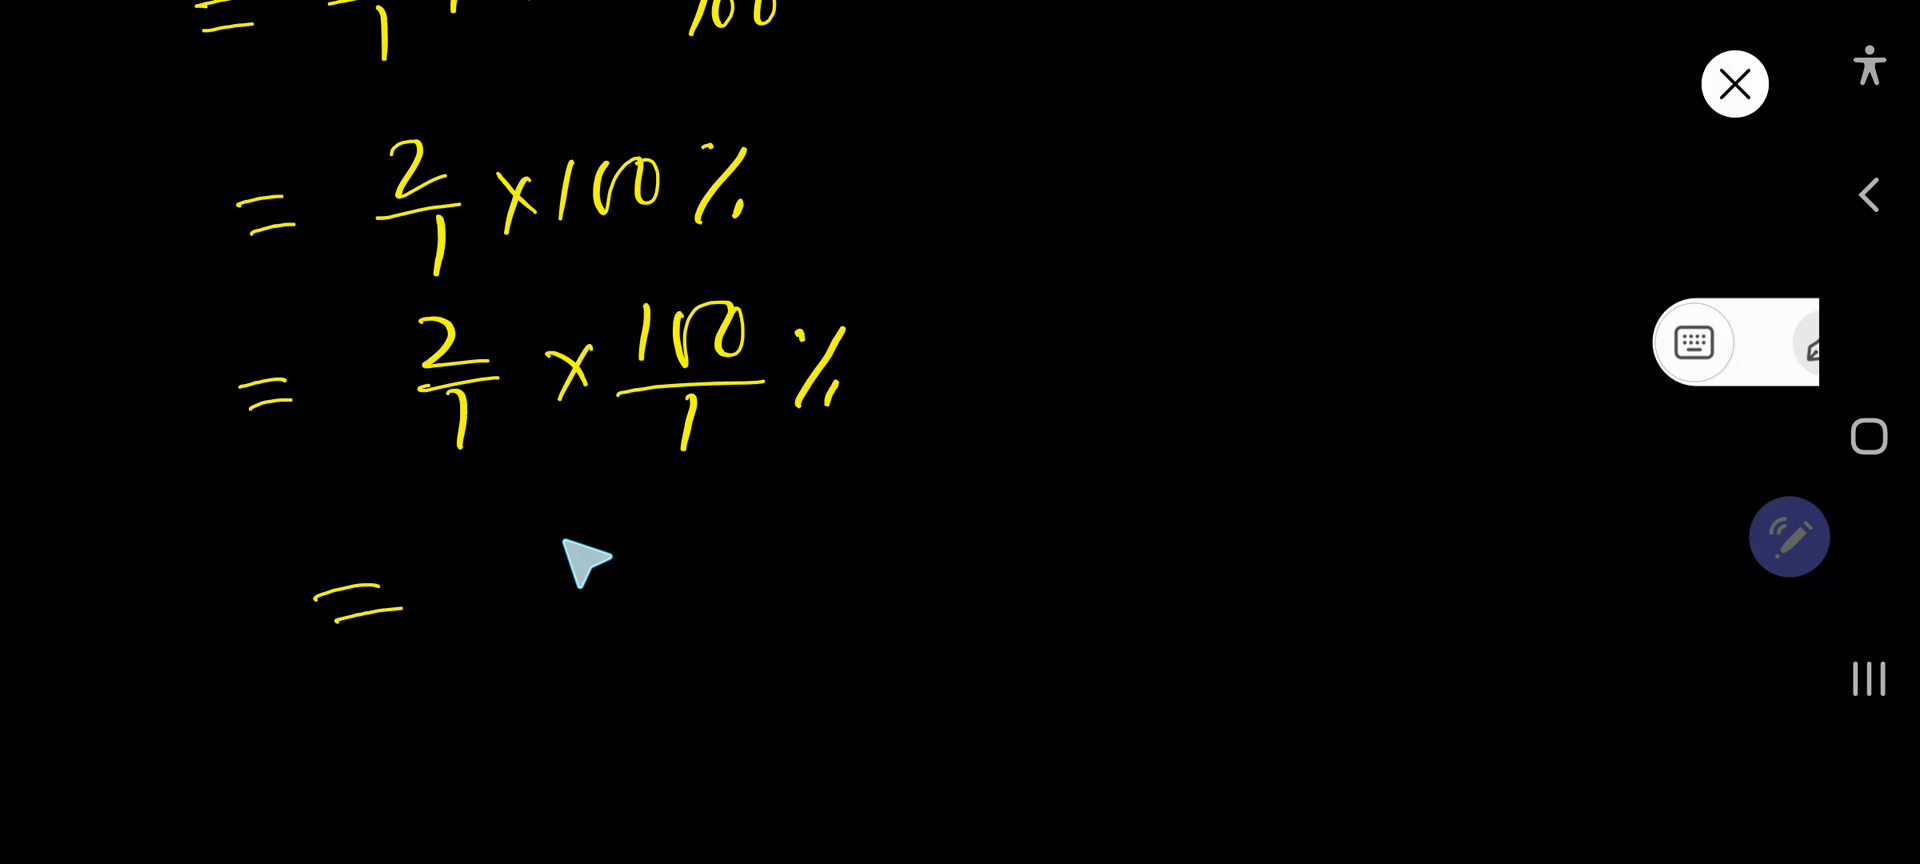 = 2/1 × 100 %
= 2/1 × 100/1 %
=